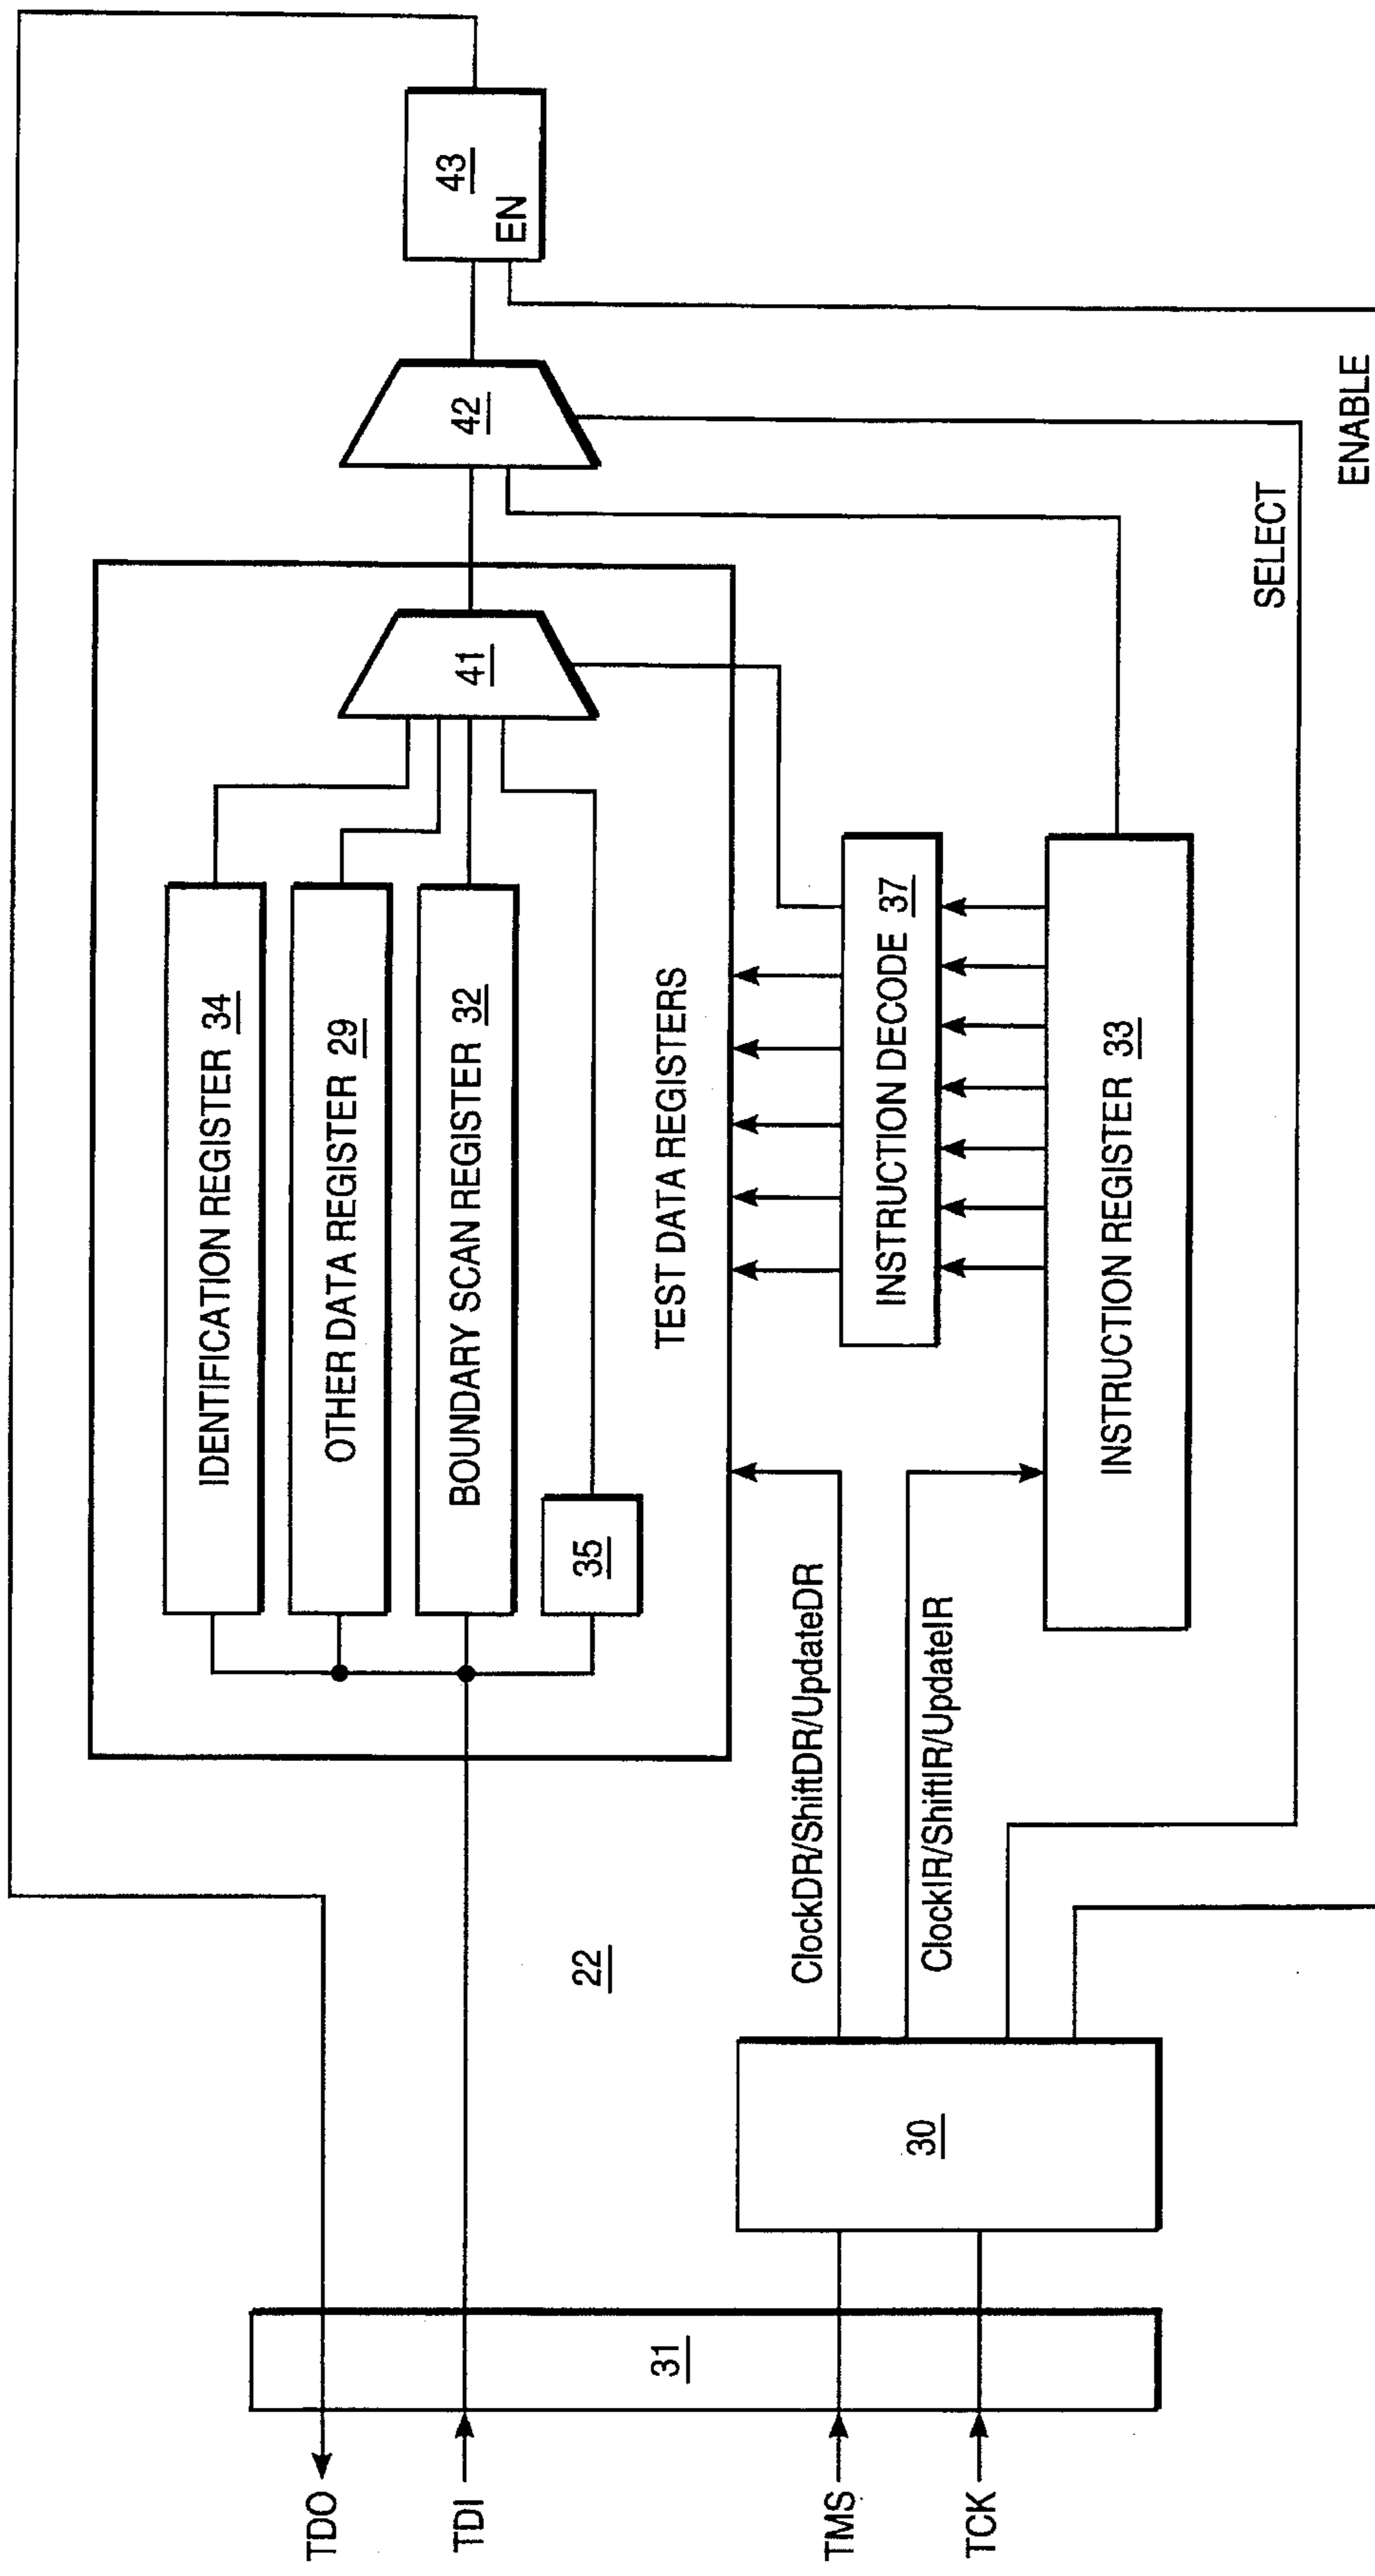 TDO
TDI
TMS
TCK
31
30
22
ClockDR/ShiftDR/UpdateDR
ClockIR/ShiftIR/UpdateIR
IDENTIFICATION REGISTER 34
OTHER DATA REGISTER 29
BOUNDARY SCAN REGISTER 32
35
TEST DATA REGISTERS
INSTRUCTION DECODE 37
INSTRUCTION REGISTER 33
41
42
43
EN
SELECT
ENABLE